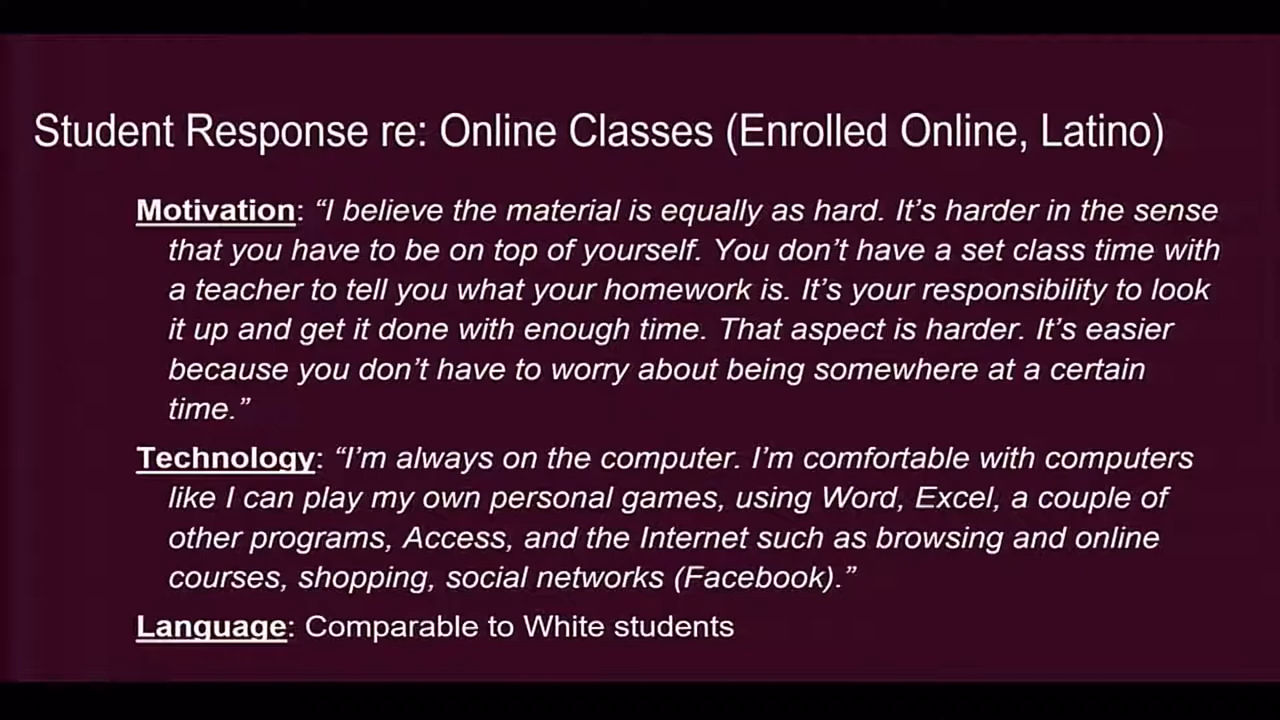 Student Response re: Online Classes (Enrolled Online, Latino)
Motivation: “I believe the material is equally as hard. It’s harder in the sense
that you have to be on top of yourself. You don’t have a set class time with
a teacher to tell you what your homework is. It’s your responsibility to look
it up and get it done with enough time. That aspect is harder. It’s easier
because you don’t have to worry about being somewhere at a certain
time.”
Technology: “I’m always on the computer. I’m comfortable with computers
like I can play my own personal games, using Word, Excel, a couple of
other programs, Access, and the Internet such as browsing and online
courses, shopping, social networks (Facebook).”
Language: Comparable to White students